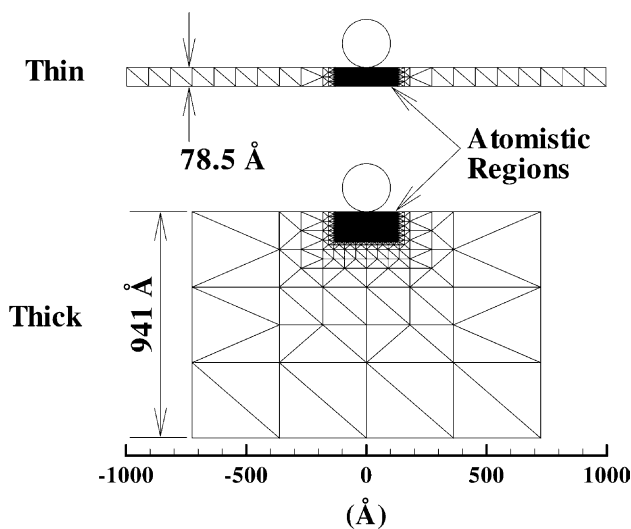 Thin
78.5 Å
Atomistic
Regions
Thick
941 Å
-1000 -500 0 500 1000
(Å)